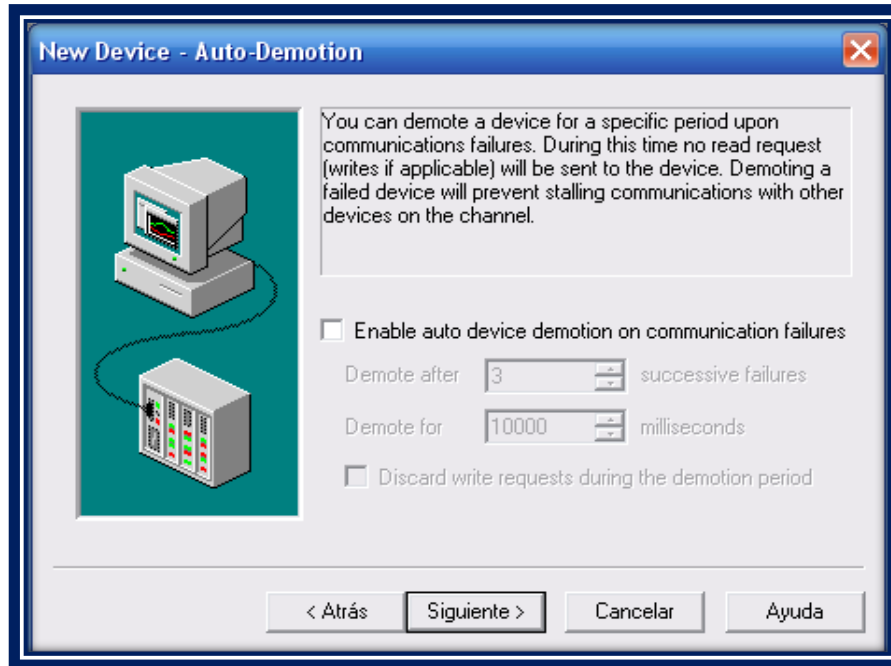 New Device - Auto-Demotion
You can demote a device for a specific period upon
communications failures. During this time no read request
(writes if applicable) will be sent to the device. Demoting a
failed device will prevent stalling communications with other
devices on the channel.
Enable auto device demotion on communication failures
Demote after 3 successive failures
Demote for 10000 milliseconds
Discard write requests during the demotion period
< Atrás Siguiente > Cancelar Ayuda